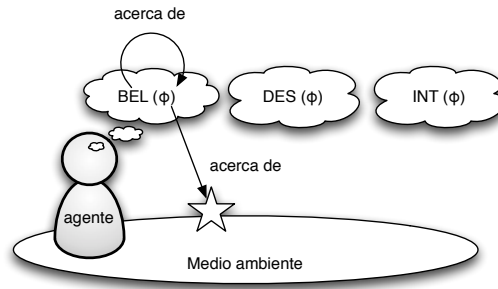 acerca de
BEL (φ)
DES (φ)
INT (φ)
acerca de
agente
Medio ambiente